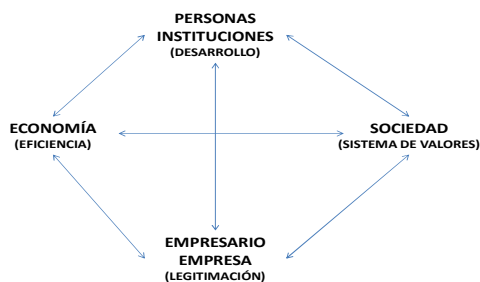 PERSONAS
INSTITUCIONES
(DESARROLLO)
ECONOMÍA
(EFICIENCIA)
SOCIEDAD
(SISTEMA DE VALORES)
EMPRESARIO
EMPRESA
(LEGITIMACIÓN)